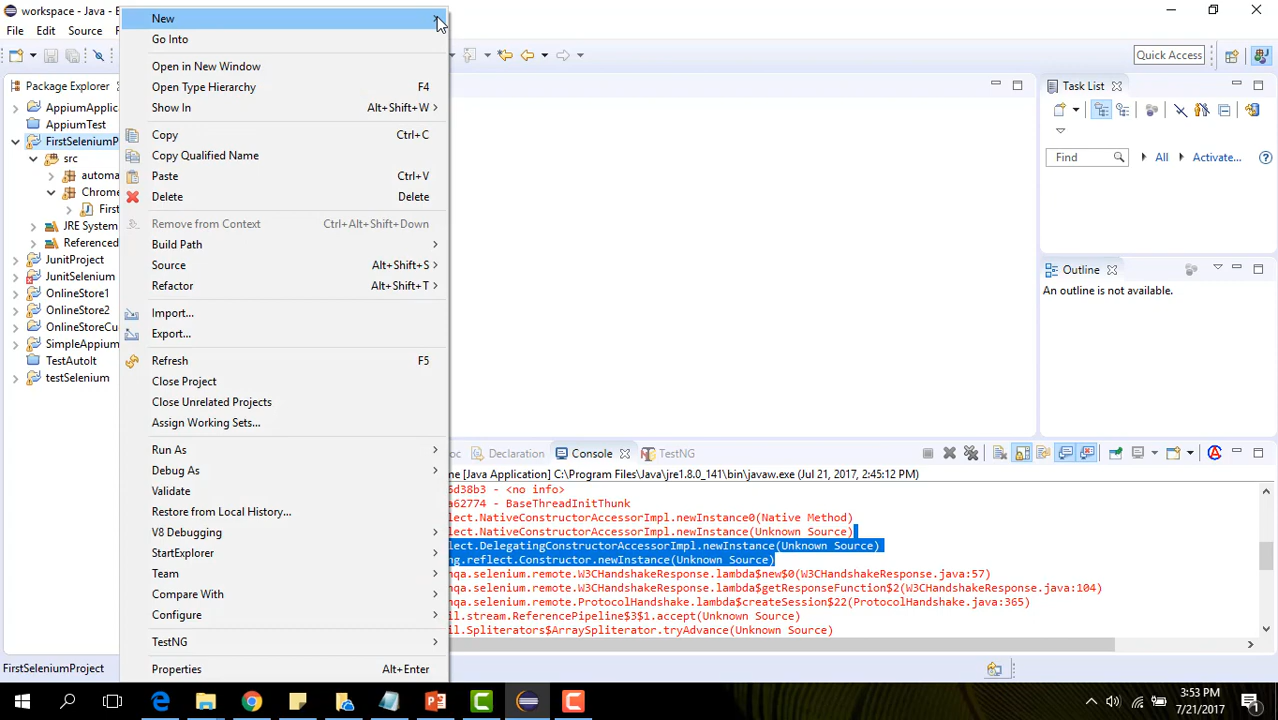 workspace - Java - E
File Edit Source
Quick Access
Package Explorer
AppiumApplic
AppiumTest
FirstSeleniumP
src
automa
Chrome
First
JRE System
Referenced
JunitProject
JunitSelenium
OnlineStore1
OnlineStore2
OnlineStoreCu
SimpleAppium
TestAutoIt
testSelenium
New
Go Into
Open in New Window
Open Type Hierarchy F4
Show In Alt+Shift+W
Copy Ctrl+C
Copy Qualified Name
Paste Ctrl+V
Delete Delete
Remove from Context Ctrl+Alt+Shift+Down
Build Path
Source Alt+Shift+S
Refactor Alt+Shift+T
Import...
Export...
Refresh F5
Close Project
Close Unrelated Projects
Assign Working Sets...
Run As
Debug As
Validate
Restore from Local History...
V8 Debugging
StartExplorer
Team
Compare With
Configure
TestNG
Properties Alt+Enter
Task List
Find All Activate...
Outline
An outline is not available.
oc Declaration Console TestNG
me [Java Application] C:\Program Files\Java\jre1.8.0_141\bin\javaw.exe (Jul 21, 2017, 2:45:12 PM)
6d38b3 - <no info>
a62774 - BaseThreadInitThunk
lect.NativeConstructorAccessorImpl.newInstance0(Native Method)
lect.NativeConstructorAccessorImpl.newInstance(Unknown Source)
lect.DelegatingConstructorAccessorImpl.newInstance(Unknown Source)
ng.reflect.Constructor.newInstance(Unknown Source)
nqa.selenium.remote.W3CHandshakeResponse.lambda$new$0(W3CHandshakeResponse.java:57)
nqa.selenium.remote.W3CHandshakeResponse.lambda$getResponseFunction$2(W3CHandshakeResponse.java:104)
nqa.selenium.remote.ProtocolHandshake.lambda$createSession$22(ProtocolHandshake.java:365)
il.stream.ReferencePipeline$3$1.accept(Unknown Source)
il.Spliterators$ArraySpliterator.tryAdvance(Unknown Source)
FirstSeleniumProject
3:53 PM
7/21/2017